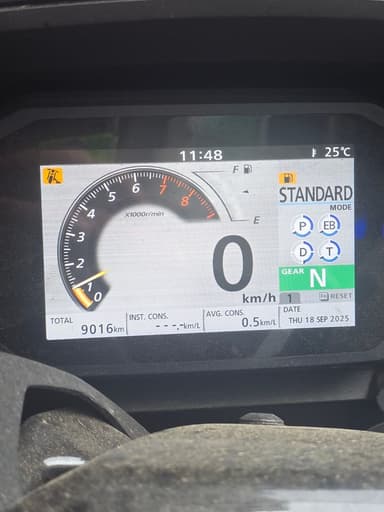 11:48
25℃
F
E
0
1
2
3
4
5
6
7
8
X1000r/min
0
km/h
STANDARD
MODE
P
EB
D
T
GEAR N
1
RESET
TOTAL
9016km
INST. CONS.
---.-km/L
AVG. CONS.
0.5km/L
DATE
THU 18 SEP 2025